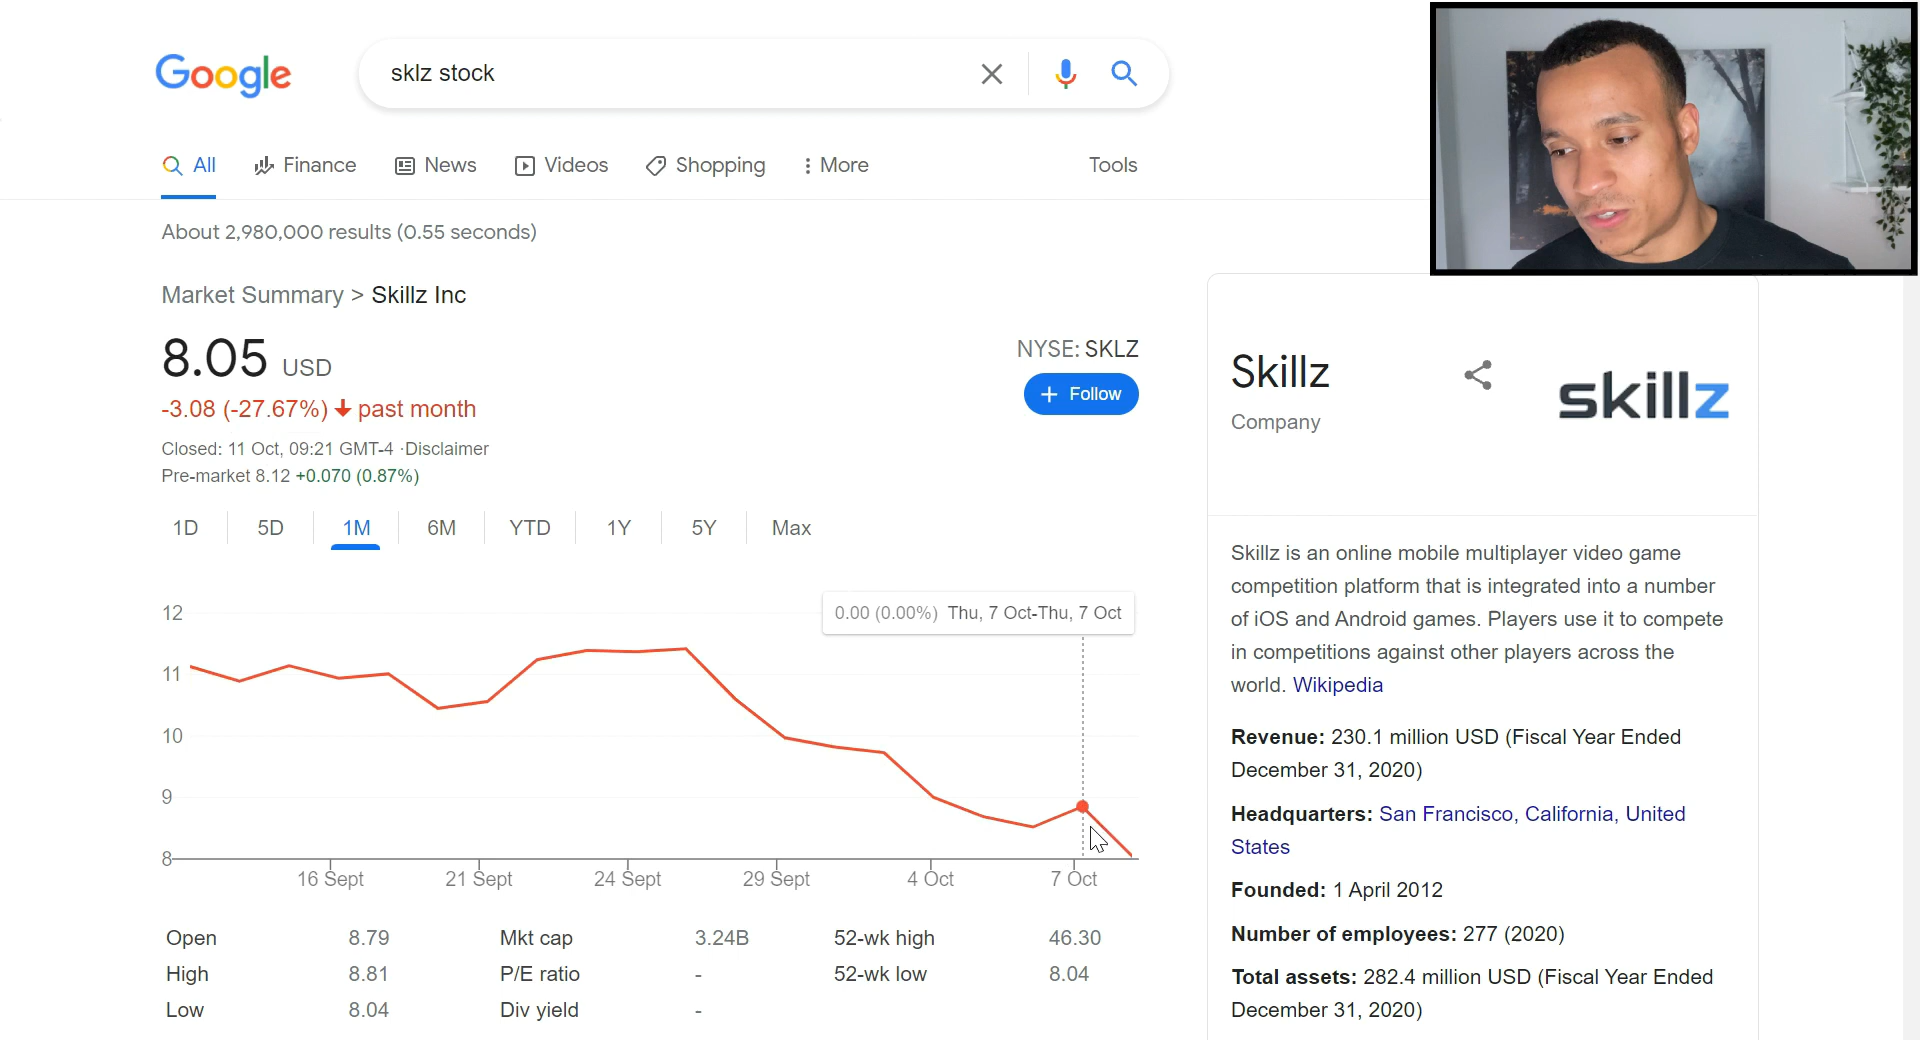 Google
sklz stock
All
Finance
News
Videos
Shopping
More
Tools
About 2,980,000 results (0.55 seconds)
Market Summary > Skillz Inc
8.05 USD
-3.08 (-27.67%) past month
Closed: 11 Oct, 09:21 GMT-4 ·Disclaimer
Pre-market 8.12 +0.070 (0.87%)
NYSE: SKLZ
+ Follow
1D 5D 1M 6M YTD 1Y 5Y Max
0.00 (0.00%) Thu, 7 Oct-Thu, 7 Oct
12
11
10
9
8
16 Sept 21 Sept 24 Sept 29 Sept 4 Oct 7 Oct
Open 8.79 Mkt cap 3.24B 52-wk high 46.30
High 8.81 P/E ratio - 52-wk low 8.04
Low 8.04 Div yield -
Skillz
Company
skillz
Skillz is an online mobile multiplayer video game
competition platform that is integrated into a number
of iOS and Android games. Players use it to compete
in competitions against other players across the
world. Wikipedia
Revenue: 230.1 million USD (Fiscal Year Ended
December 31, 2020)
Headquarters: San Francisco, California, United
States
Founded: 1 April 2012
Number of employees: 277 (2020)
Total assets: 282.4 million USD (Fiscal Year Ended
December 31, 2020)